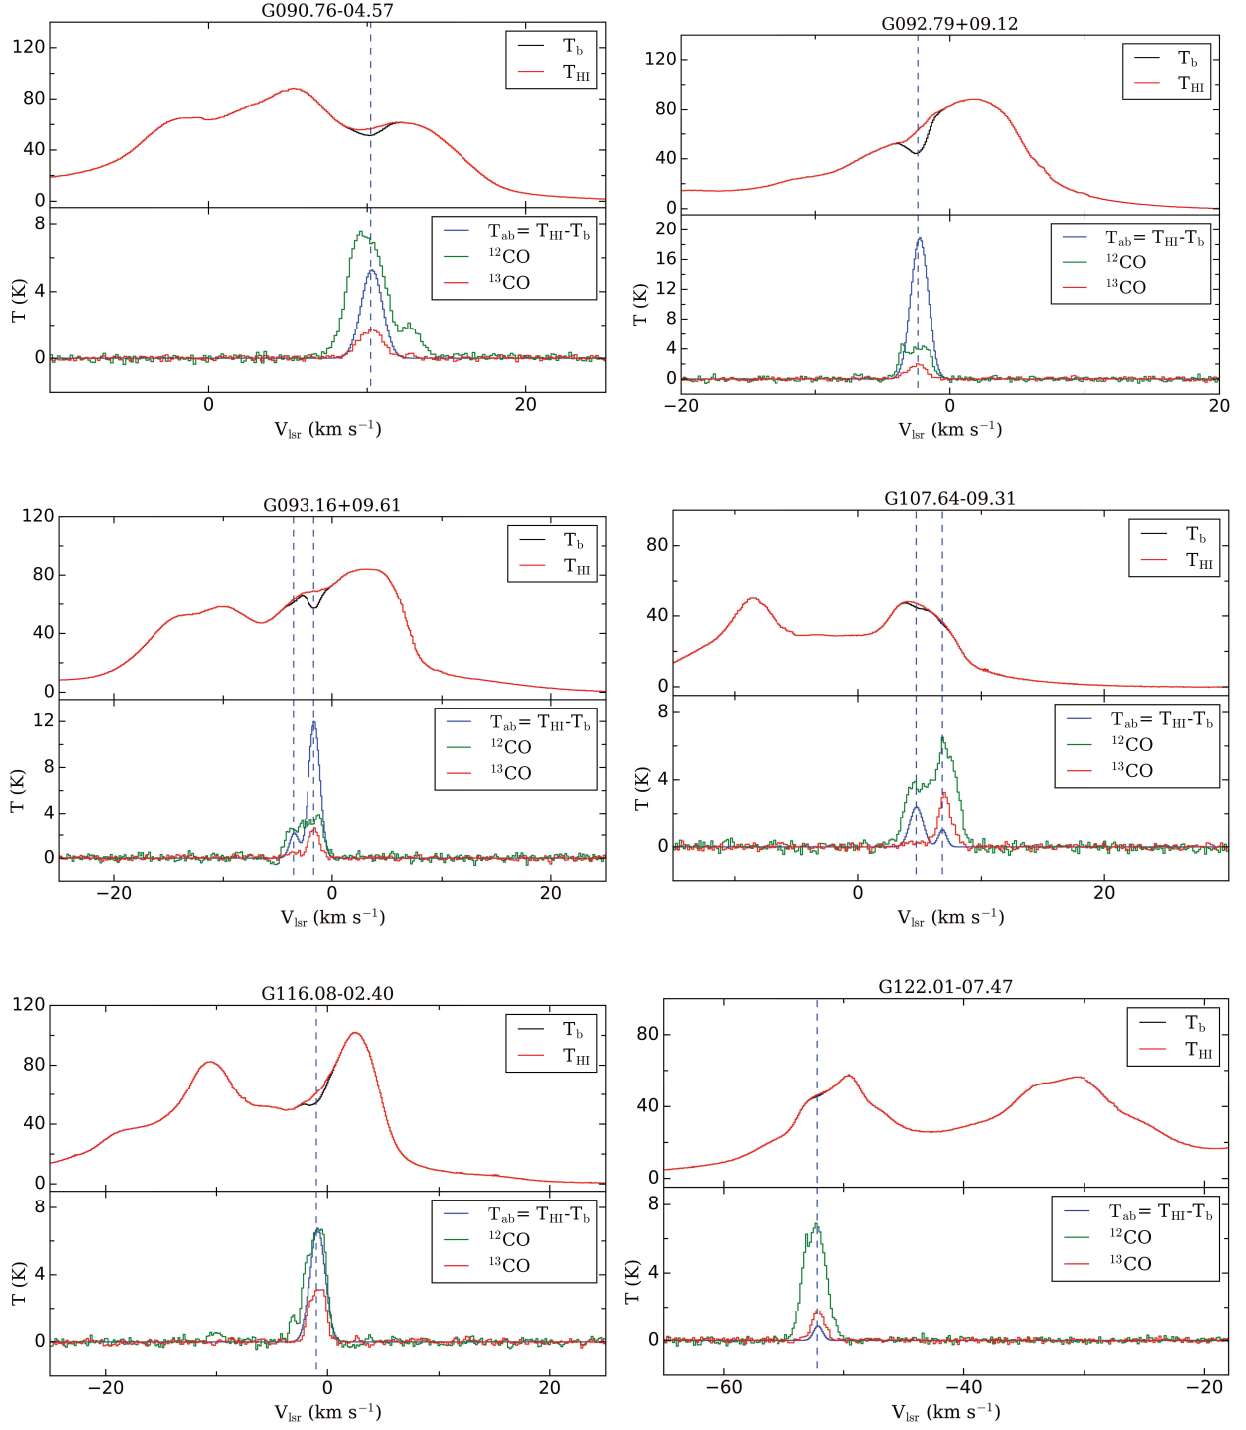 G090.76-04.57
120
80
40
0
T_b
T_HI
8
4
0
T (K)
T_ab= T_HI-T_b
¹²CO
¹³CO
0 20
V_lsr (km s⁻¹)
G092.79+09.12
120
80
40
0
T_b
T_HI
20
16
12
8
4
0
T (K)
T_ab= T_HI-T_b
¹²CO
¹³CO
−20 0 20
V_lsr (km s⁻¹)
G093.16+09.61
120
80
40
0
T_b
T_HI
12
8
4
0
T (K)
T_ab= T_HI-T_b
¹²CO
¹³CO
−20 0 20
V_lsr (km s⁻¹)
G107.64-09.31
80
40
0
T_b
T_HI
8
4
0
T (K)
T_ab= T_HI-T_b
¹²CO
¹³CO
0 20
V_lsr (km s⁻¹)
G116.08-02.40
120
80
40
0
T_b
T_HI
8
4
0
T (K)
T_ab= T_HI-T_b
¹²CO
¹³CO
−20 0 20
V_lsr (km s⁻¹)
G122.01-07.47
80
40
0
T_b
T_HI
8
4
0
T (K)
T_ab= T_HI-T_b
¹²CO
¹³CO
−60 −50 −40 −30 −20
V_lsr (km s⁻¹)